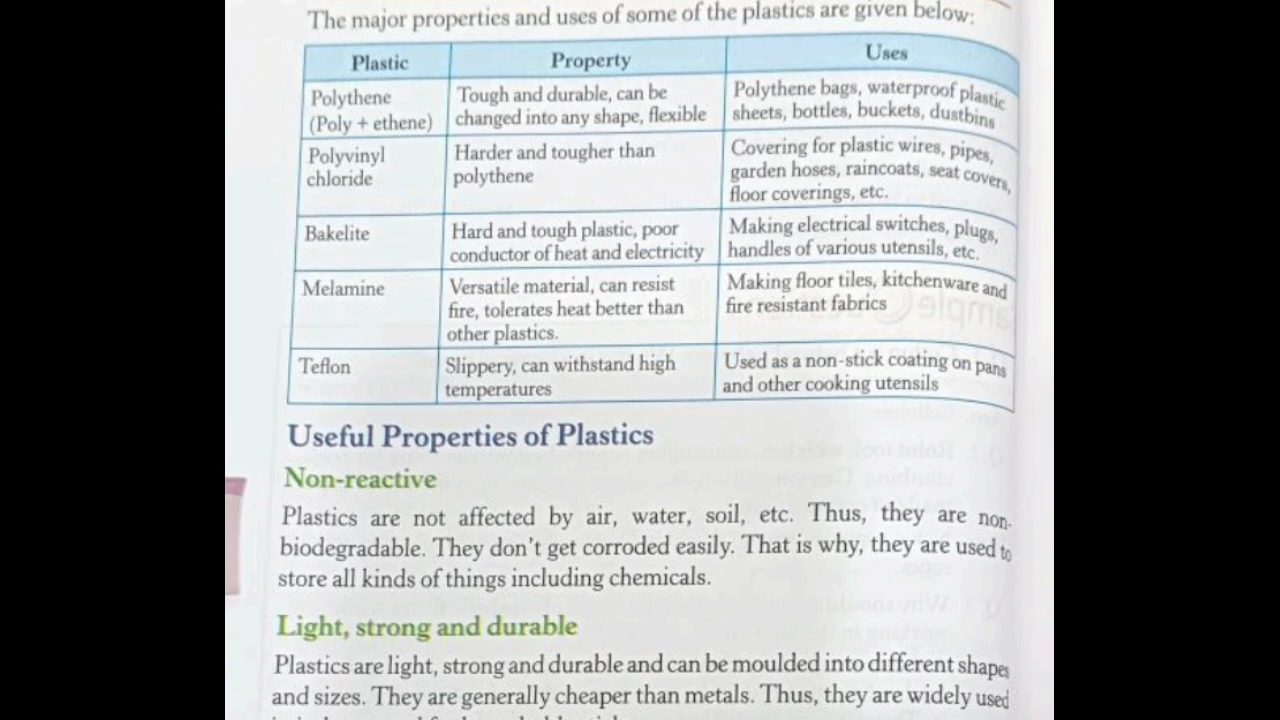 The major properties and uses of some of the plastics are given below:
Plastic Property Uses
Polythene
(Poly + ethene)
Tough and durable, can be
changed into any shape, flexible
Polythene bags, waterproof plastic
sheets, bottles, buckets, dustbins
Polyvinyl
chloride
Harder and tougher than
polythene
Covering for plastic wires, pipes,
garden hoses, raincoats, seat covers,
floor coverings, etc.
Bakelite
Hard and tough plastic, poor
conductor of heat and electricity
Making electrical switches, plugs,
handles of various utensils, etc.
Melamine
Versatile material, can resist
fire, tolerates heat better than
other plastics.
Making floor tiles, kitchenware and
fire resistant fabrics
Teflon
Slippery, can withstand high
temperatures
Used as a non-stick coating on pans
and other cooking utensils
Useful Properties of Plastics
Non-reactive
Plastics are not affected by air, water, soil, etc. Thus, they are non-
biodegradable. They don't get corroded easily. That is why, they are used to
store all kinds of things including chemicals.
Light, strong and durable
Plastics are light, strong and durable and can be moulded into different shapes
and sizes. They are generally cheaper than metals. Thus, they are widely used